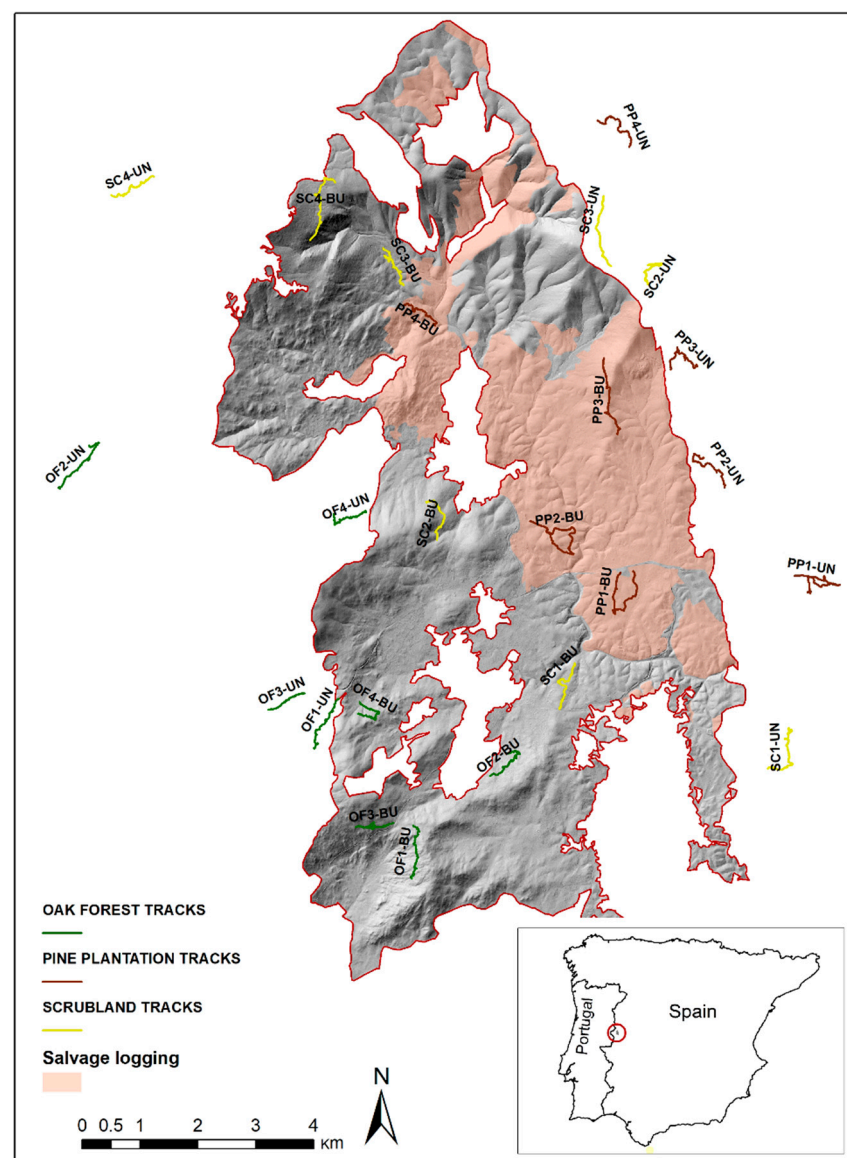 PP4-UN
SC4-UN
SC4-BU
SC3-UN
SC3-BU
SC2-UN
PP4-BU
PP3-UN
PP3-BU
OF2-UN
PP2-UN
OF4-UN
SC2-BU
PP2-BU
PP1-UN
PP1-BU
SC1-BU
OF3-UN
OF1-UN
OF4-BU
SC1-UN
OF2-BU
OF3-BU
OF1-BU
OAK FOREST TRACKS
PINE PLANTATION TRACKS
SCRUBLAND TRACKS
Salvage logging
N
0 0.5 1 2 3 4
Km
Portugal
Spain